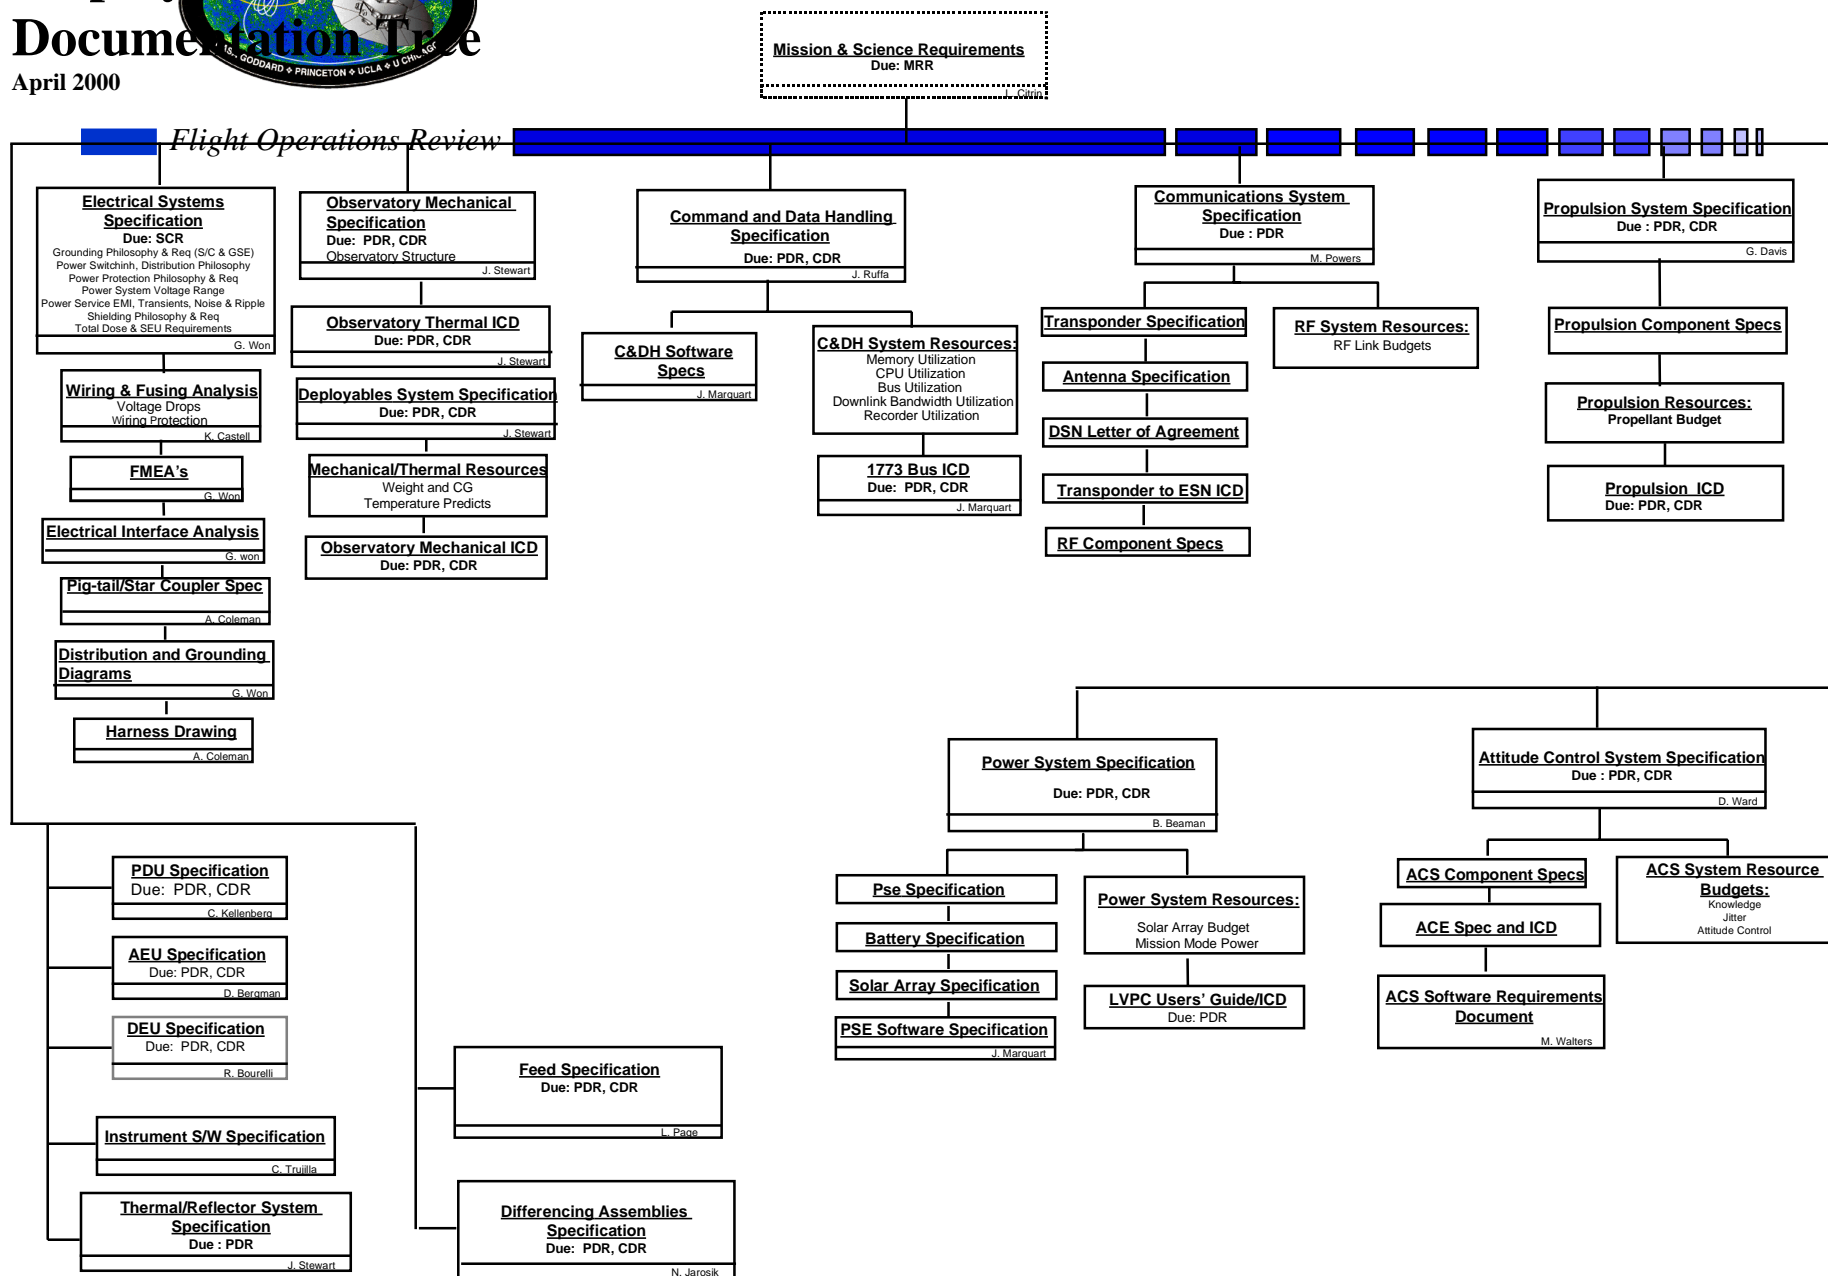 Documentation Tree
April 2000
GODDARD ❖ PRINCETON ❖ UCLA ❖ U CHICAGO
Mission & Science Requirements
Due: MRR
L. Citrin
Flight Operations Review
Electrical Systems
Specification
Due: SCR
Grounding Philosophy & Req (S/C & GSE)
Power Switchinh, Distribution Philosophy
Power Protection Philosophy & Req
Power System Voltage Range
Power Service EMI, Transients, Noise & Ripple
Shielding Philosophy & Req
Total Dose & SEU Requirements
G. Won
Wiring & Fusing Analysis
Voltage Drops
Wiring Protection
K. Castell
FMEA's
G. Won
Electrical Interface Analysis
G. won
Pig-tail/Star Coupler Spec
A. Coleman
Distribution and Grounding
Diagrams
G. Won
Harness Drawing
A. Coleman
Observatory Mechanical
Specification
Due: PDR, CDR
Observatory Structure
J. Stewart
Observatory Thermal ICD
Due: PDR, CDR
J. Stewart
Deployables System Specification
Due: PDR, CDR
J. Stewart
Mechanical/Thermal Resources
Weight and CG
Temperature Predicts
Observatory Mechanical ICD
Due: PDR, CDR
Command and Data Handling
Specification
Due: PDR, CDR
J. Ruffa
C&DH Software
Specs
J. Marquart
C&DH System Resources:
Memory Utilization
CPU Utilization
Bus Utilization
Downlink Bandwidth Utilization
Recorder Utilization
1773 Bus ICD
Due: PDR, CDR
J. Marquart
Communications System
Specification
Due : PDR
M. Powers
Transponder Specification
Antenna Specification
DSN Letter of Agreement
Transponder to ESN ICD
RF Component Specs
RF System Resources:
RF Link Budgets
Propulsion System Specification
Due : PDR, CDR
G. Davis
Propulsion Component Specs
Propulsion Resources:
Propellant Budget
Propulsion ICD
Due: PDR, CDR
Power System Specification
Due: PDR, CDR
B. Beaman
Pse Specification
Battery Specification
Solar Array Specification
PSE Software Specification
J. Marquart
Power System Resources:
Solar Array Budget
Mission Mode Power
LVPC Users' Guide/ICD
Due: PDR
Attitude Control System Specification
Due : PDR, CDR
D. Ward
ACS Component Specs
ACE Spec and ICD
ACS Software Requirements
Document
M. Walters
ACS System Resource
Budgets:
Knowledge
Jitter
Attitude Control
PDU Specification
Due: PDR, CDR
C. Kellenberg
AEU Specification
Due: PDR, CDR
D. Bergman
DEU Specification
Due: PDR, CDR
R. Bourelli
Instrument S/W Specification
C. Trujilla
Thermal/Reflector System
Specification
Due : PDR
J. Stewart
Feed Specification
Due: PDR, CDR
L. Page
Differencing Assemblies
Specification
Due: PDR, CDR
N. Jarosik